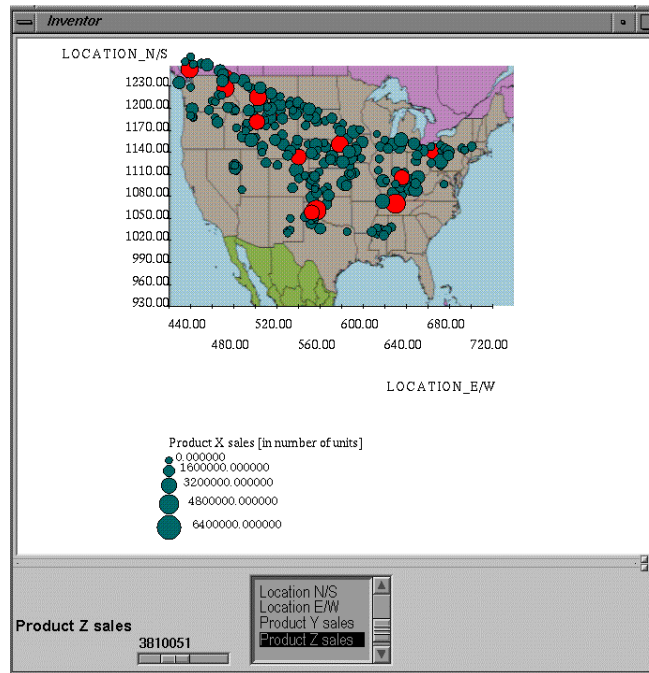 Inventor
LOCATION_N/S
1230.00
1200.00
1170.00
1140.00
1110.00
1080.00
1050.00
1020.00
990.00
960.00
930.00
440.00 520.00 600.00 680.00
480.00 560.00 640.00 720.00
LOCATION_E/W
Product X sales [in number of units]
0.000000
1600000.000000
3200000.000000
4800000.000000
6400000.000000
Location N/S
Location E/W
Product Y sales
Product Z sales
Product Z sales
3810051